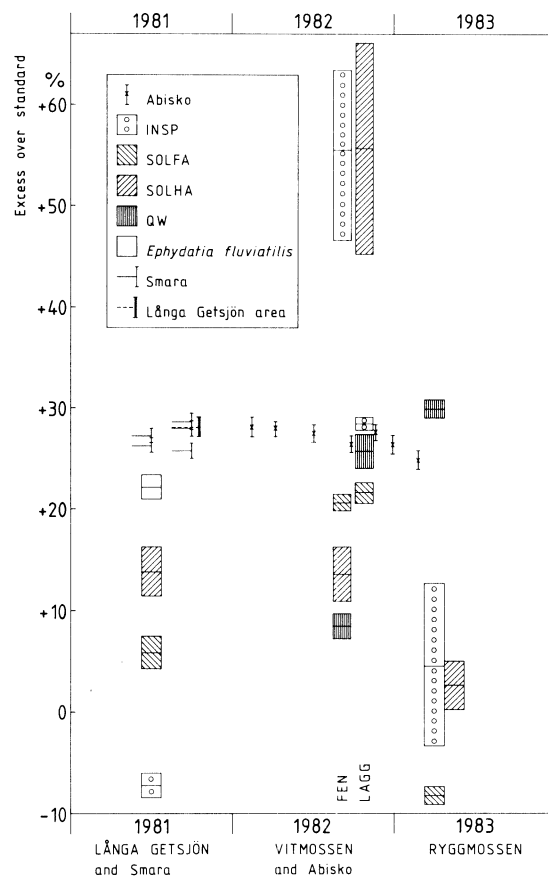 1981 1982 1983
%
Excess over standard
+60
+50
+40
+30
+20
+10
0
-10
Abisko
INSP
SOLFA
SOLHA
QW
Ephydatia fluviatilis
Smara
Långa Getsjön area
FEN
LAGG
1981 1982 1983
LÅNGA GETSJÖN VITMOSSEN RYGGMOSSEN
and Smara and Abisko